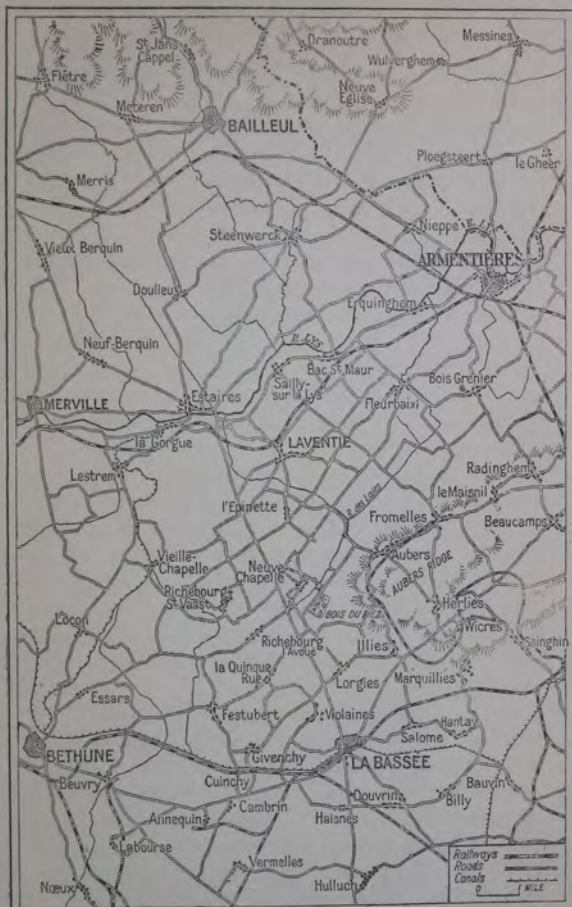 St Jans
Cappel
Dranoutre
Messines
Wulverghem
Flêtre
Neuve
Eglise
Meteren
BAILLEUL
Ploegsteert
le Gheer
Merris
Nieppe
Steenwerck
Vieux Berquin
ARMENTIÈRES
Doulieu
Erquinghem
R. LYS
Neuf-Berquin
Bac St Maur
Bois Grenier
Sailly-
sur la Lys
Estaires
Fleurbaix
MERVILLE
la Gorgue
LAVENTIE
Lestrem
Radinghem
le Maisnil
l'Epinette
R. des Laies
Fromelles
Beaucamps
Aubers
Vieille-
Chapelle
Neuve
Chapelle
AUBERS RIDGE
Richebourg
St Vaast
BOIS DU BIEZ
Herlies
Locon
Wicres
Richebourg
l'Avoué
Illies
Sainghin
la Quinque
Rue
Lorgies
Marquillies
Essars
Festubert
Violaines
Hantay
Salome
BETHUNE
Givenchy
LA BASSÉE
Cuinchy
Beuvry
Bauvin
Douvrin
Billy
Cambrin
Annequin
Haisnes
Labourse
Vermelles
Railways
Roads
Canals
Nœux
Hulluch
0 1 MILE